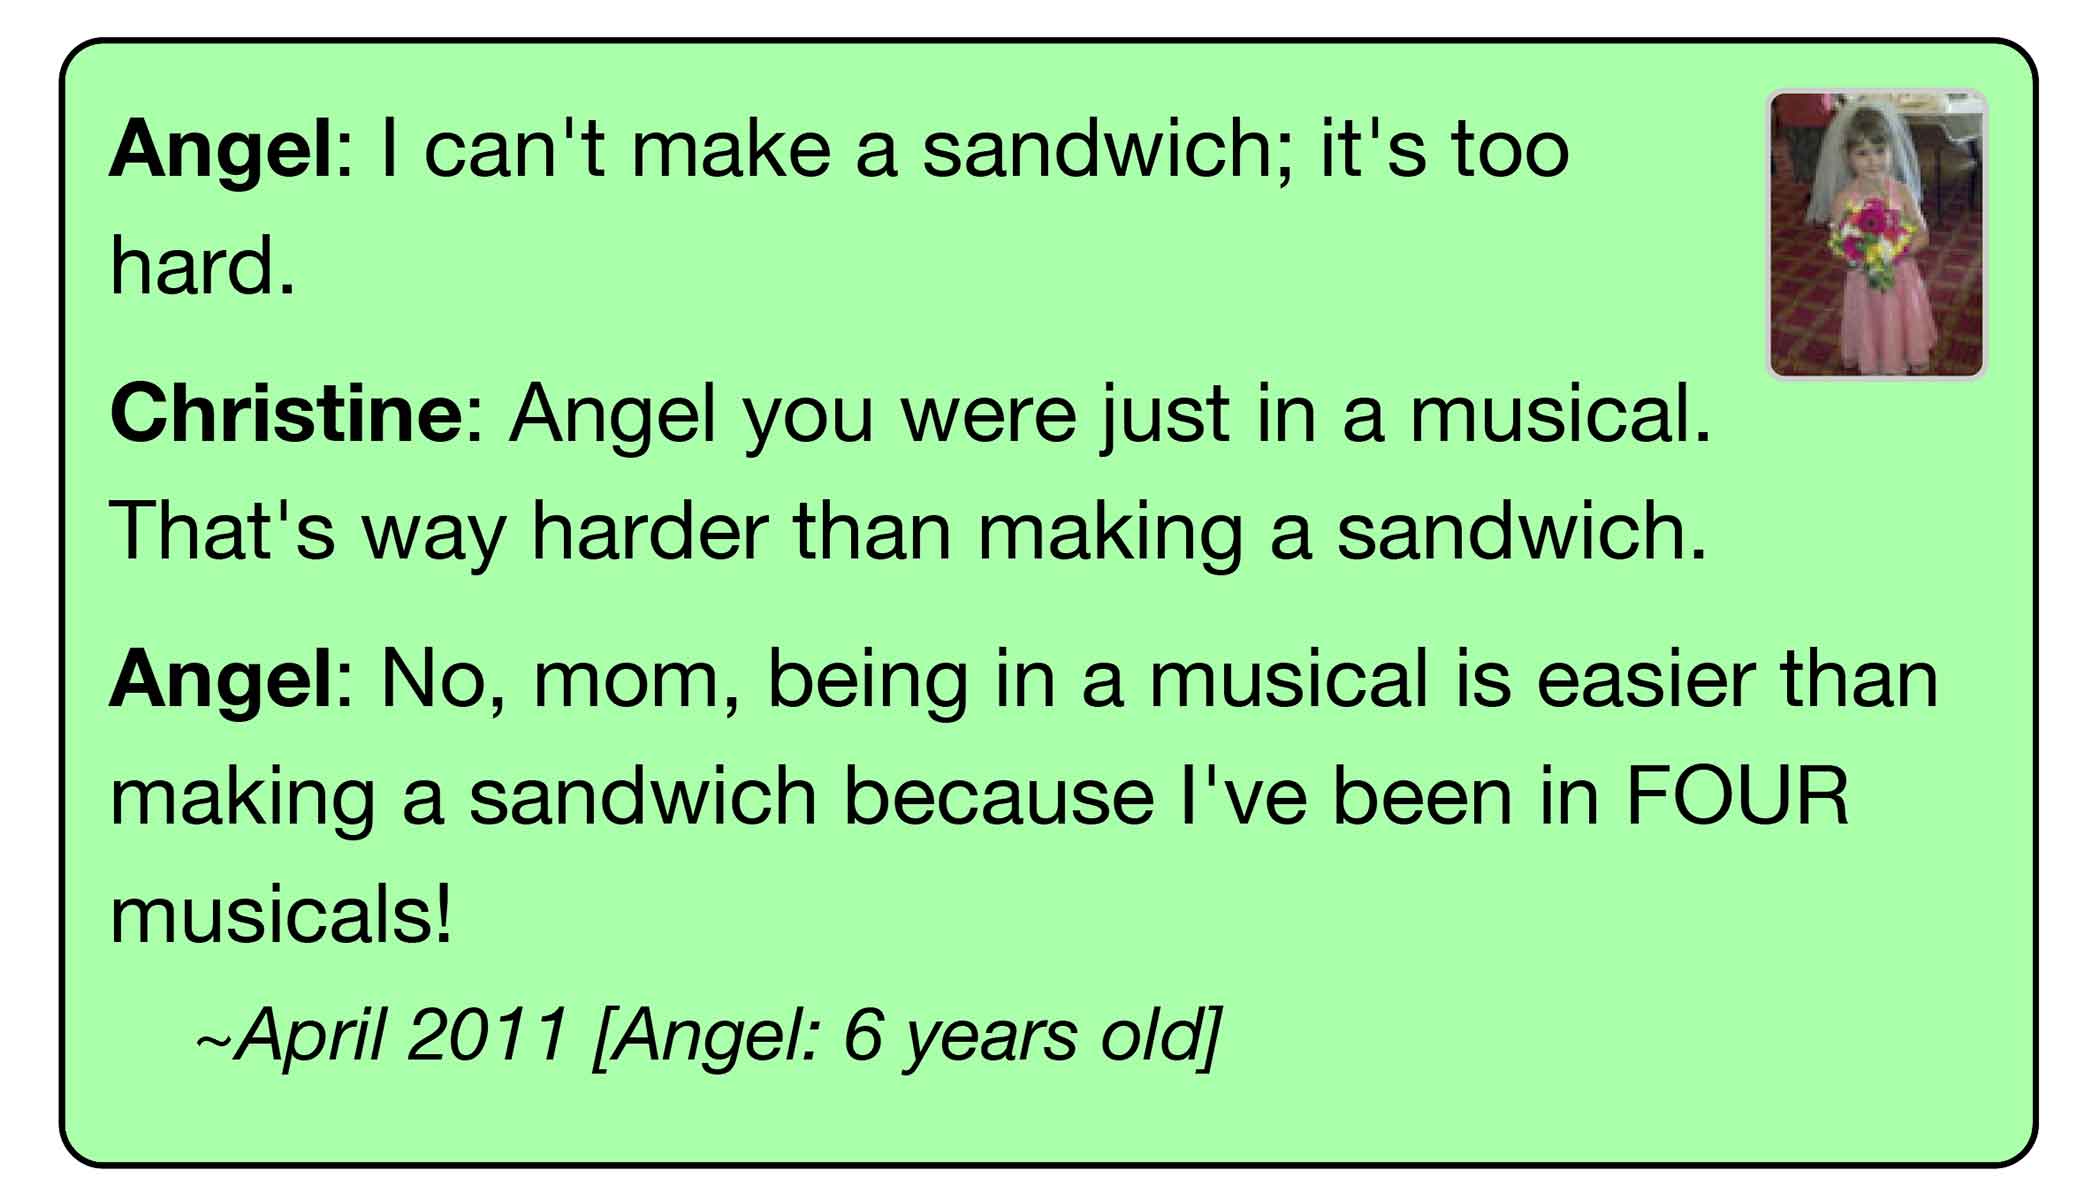 Angel: I can't make a sandwich; it's too
hard.
Christine: Angel you were just in a musical.
That's way harder than making a sandwich.
Angel: No, mom, being in a musical is easier than
making a sandwich because I've been in FOUR
musicals!
~April 2011 [Angel: 6 years old]